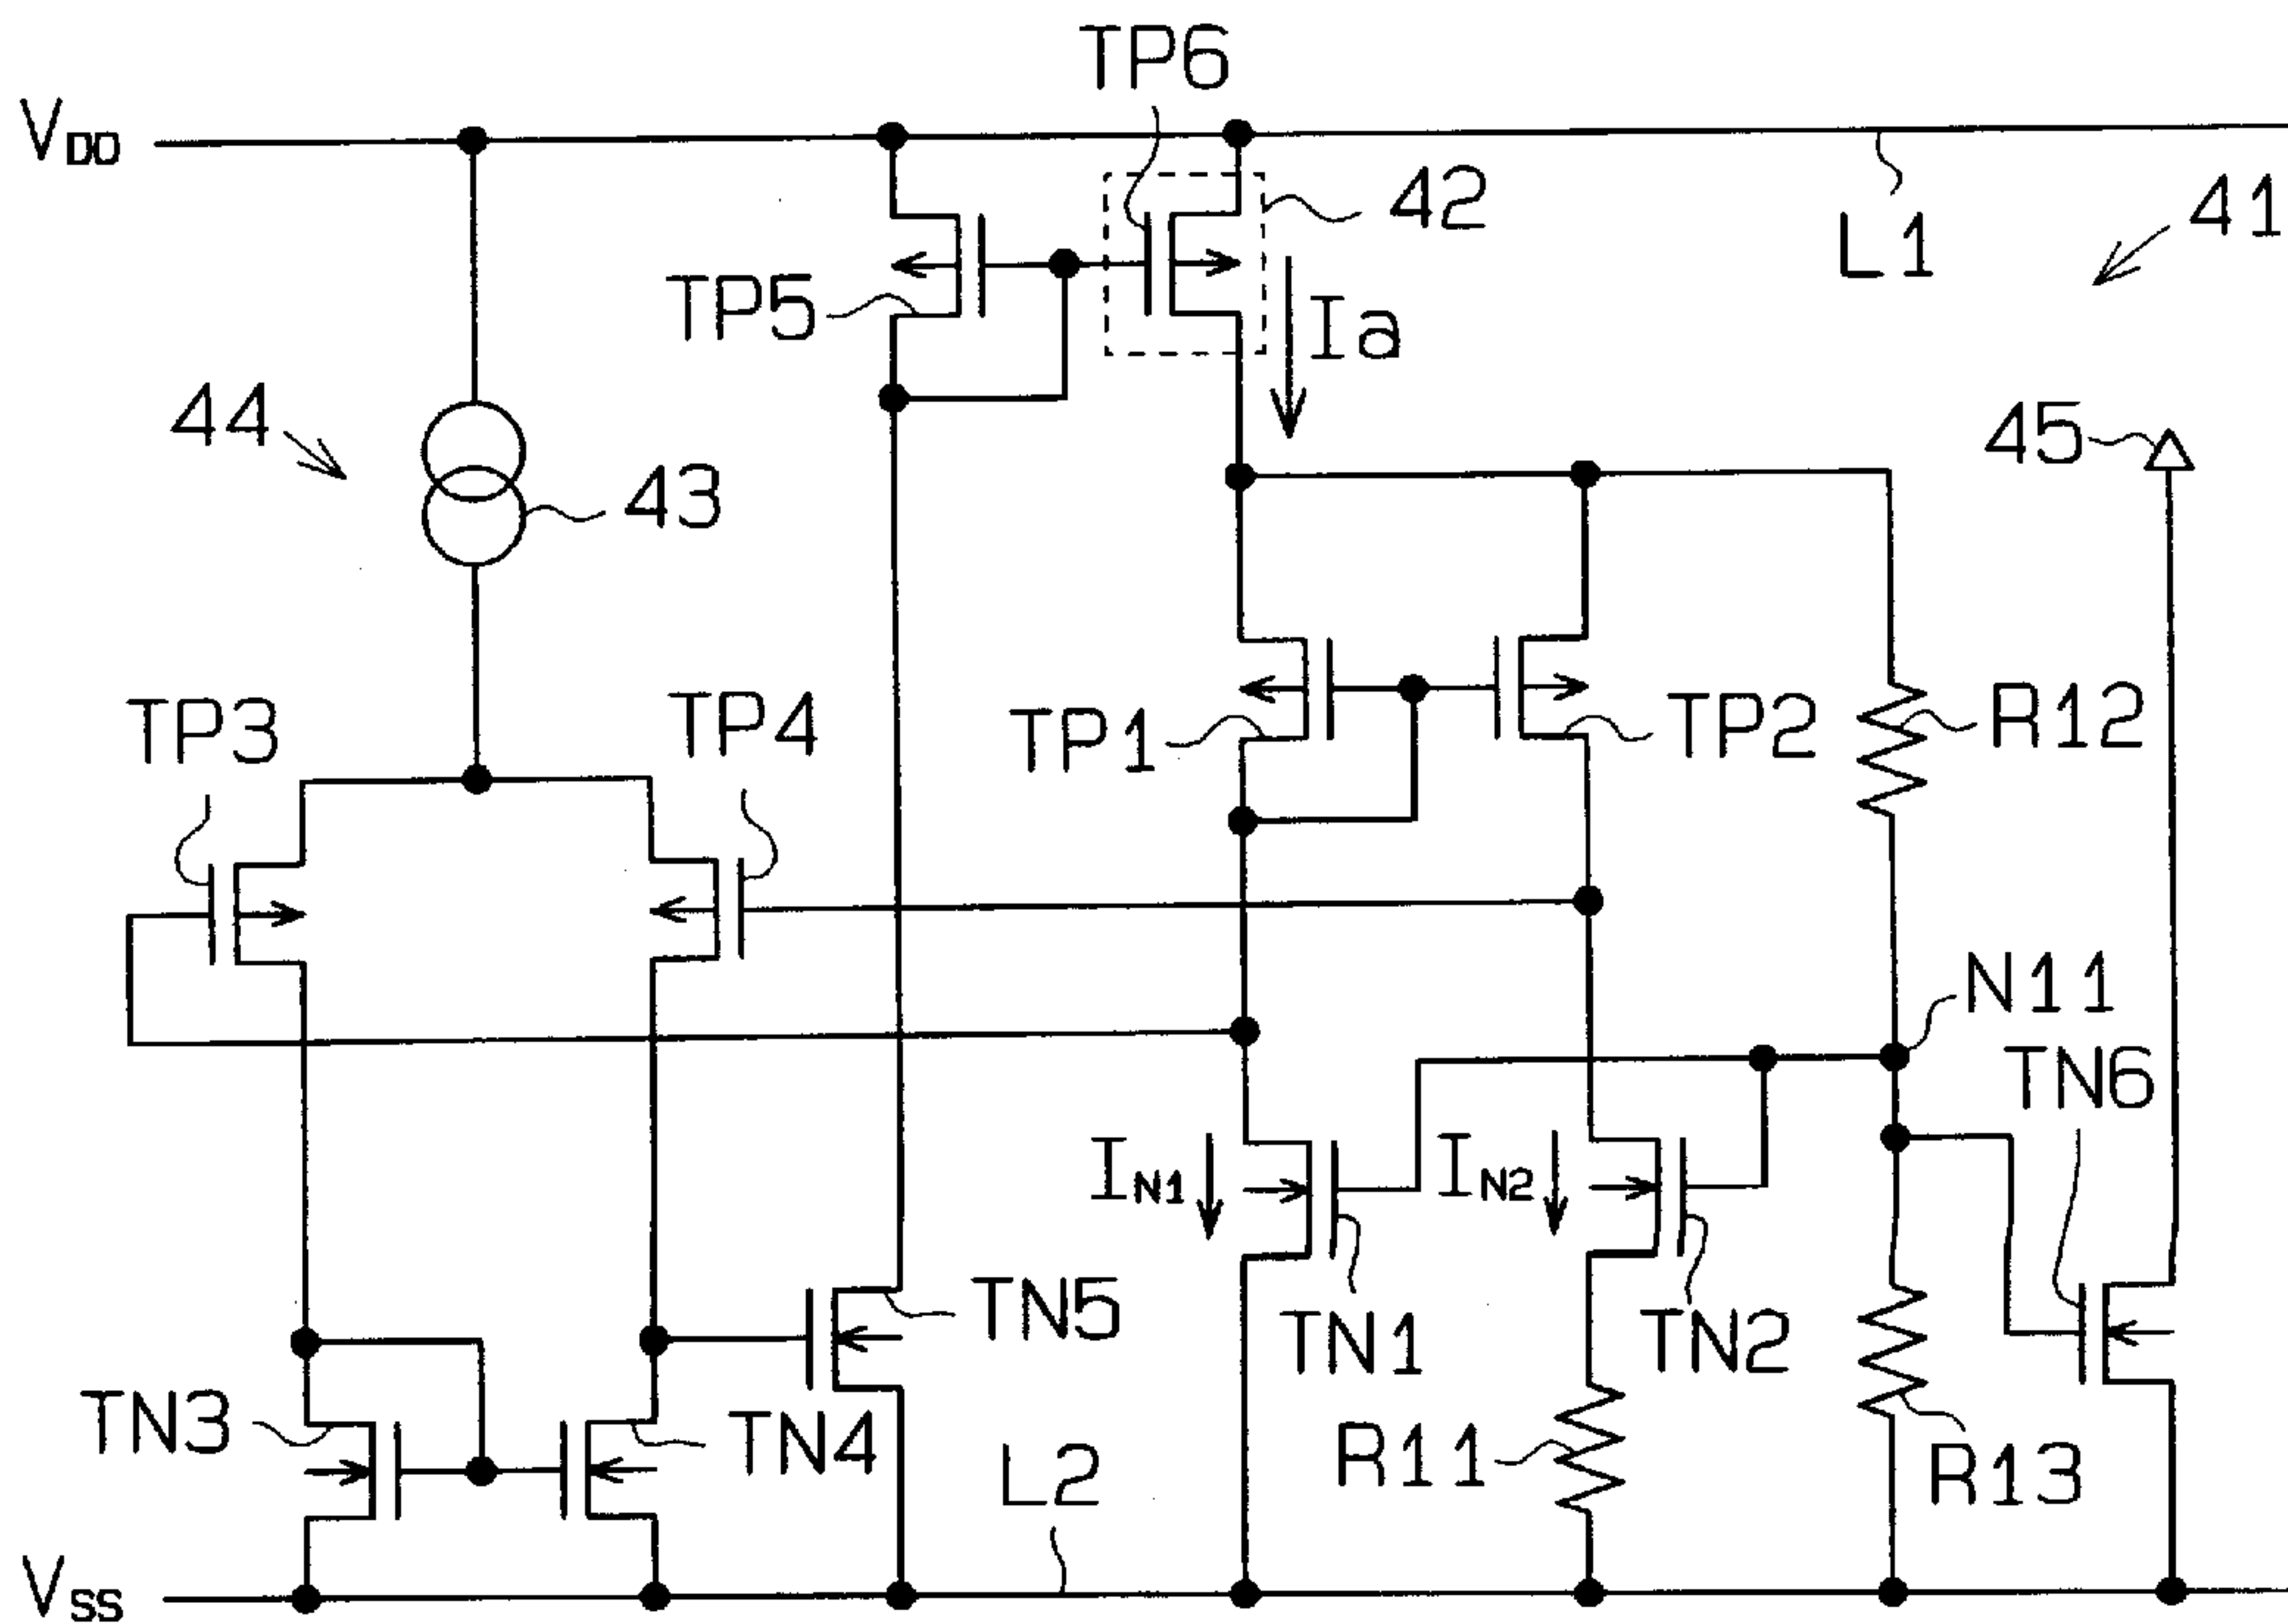 TP6
VDD
42
41
L1
TP5
Ia
44
45
43
TP3
TP4
TP1
TP2
R12
N11
TN6
IN1
IN2
TN5
TN1
TN2
TN3
TN4
L2
R11
R13
VSS